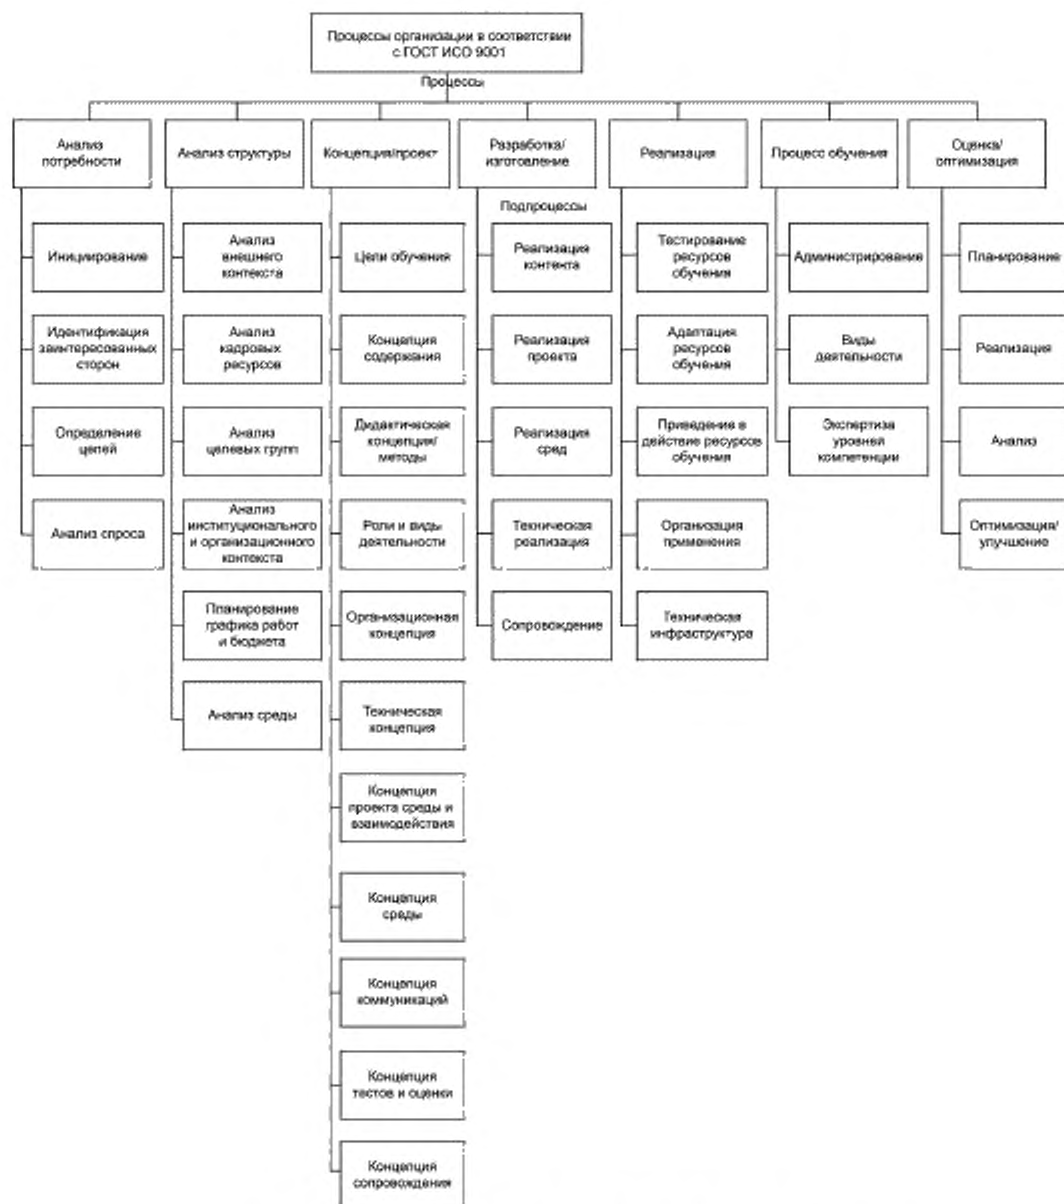 Процессы организации в соответствии
с ГОСТ ИСО 9001
Процессы
Анализ
потребности
Анализ структуры
Концепция/проект
Разработка/
изготовление
Реализация
Процесс обучения
Оценка/
оптимизация
Подпроцессы
Инициирование
Идентификация
заинтересованных
сторон
Определение
целей
Анализ спроса
Анализ
внешнего
контекста
Анализ
кадровых
ресурсов
Анализ
целевых групп
Анализ
институционального
и организационного
контекста
Планирование
графика работ
и бюджета
Анализ среды
Цели обучения
Концепция
содержания
Дидактическая
концепция/
методы
Роли и виды
деятельности
Организационная
концепция
Техническая
концепция
Концепция
проекта среды и
взаимодействия
Концепция
среды
Концепция
коммуникаций
Концепция
тестов и оценки
Концепция
сопровождения
Реализация
контента
Реализация
проекта
Реализация
сред
Техническая
реализация
Сопровождение
Тестирование
ресурсов
обучения
Адаптация
ресурсов
обучения
Приведение в
действие ресурсов
обучения
Организация
применения
Техническая
инфраструктура
Администрирование
Виды
деятельности
Экспертиза
уровней
компетенции
Планирование
Реализация
Анализ
Оптимизация/
улучшение